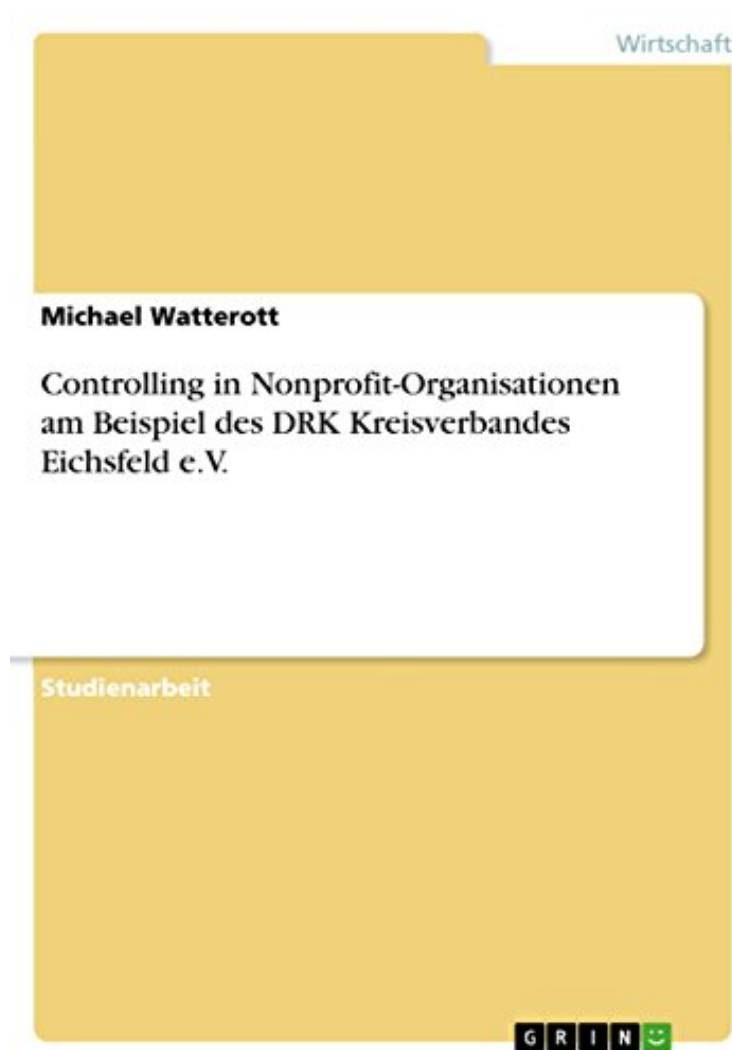 Wirtschaft
Michael Watterott
Controlling in Nonprofit-Organisationen
am Beispiel des DRK Kreisverbandes
Eichsfeld e.V.
Studienarbeit
GRIN